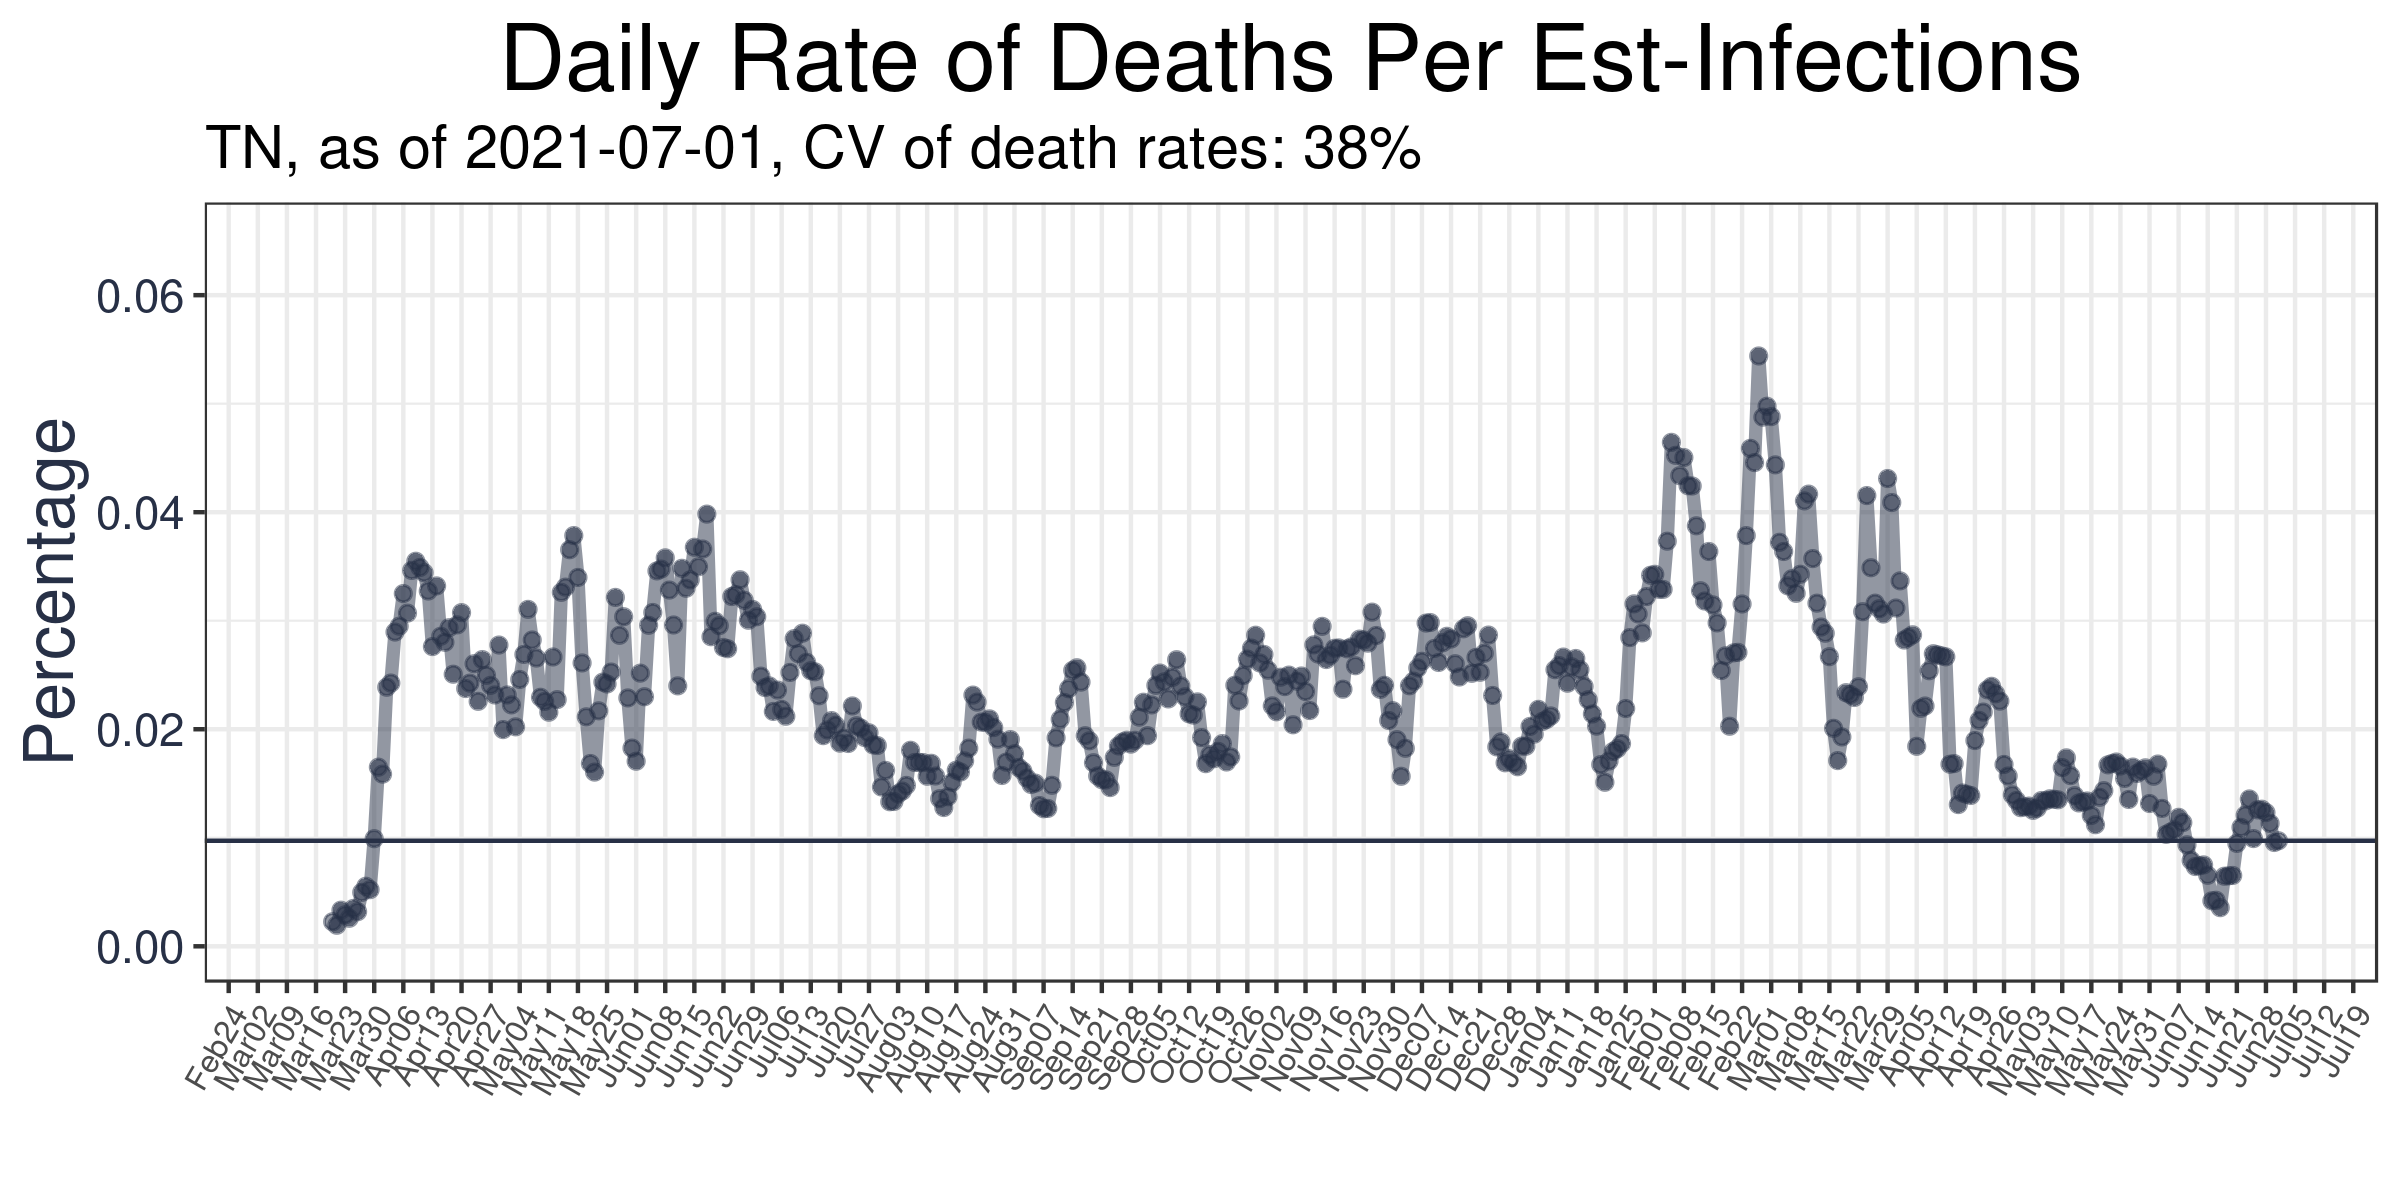 Daily Rate of Deaths Per Est-Infections
TN, as of 2021-07-01, CV of death rates: 38%
Percentage
0.06
0.04
0.02
0.00
Feb24 Mar02 Mar09 Mar16 Mar23 Mar30 Apr06 Apr13 Apr20 Apr27 May04 May11 May18 May25 Jun01 Jun08 Jun15 Jun22 Jun29 Jul06 Jul13 Jul20 Jul27 Aug03 Aug10 Aug17 Aug24 Aug31 Sep07 Sep14 Sep21 Sep28 Oct05 Oct12 Oct19 Oct26 Nov02 Nov09 Nov16 Nov23 Nov30 Dec07 Dec14 Dec21 Dec28 Jan04 Jan11 Jan18 Jan25 Feb01 Feb08 Feb15 Feb22 Mar01 Mar08 Mar15 Mar22 Mar29 Apr05 Apr12 Apr19 Apr26 May03 May10 May17 May24 May31 Jun07 Jun14 Jun21 Jun28 Jul05 Jul12 Jul19